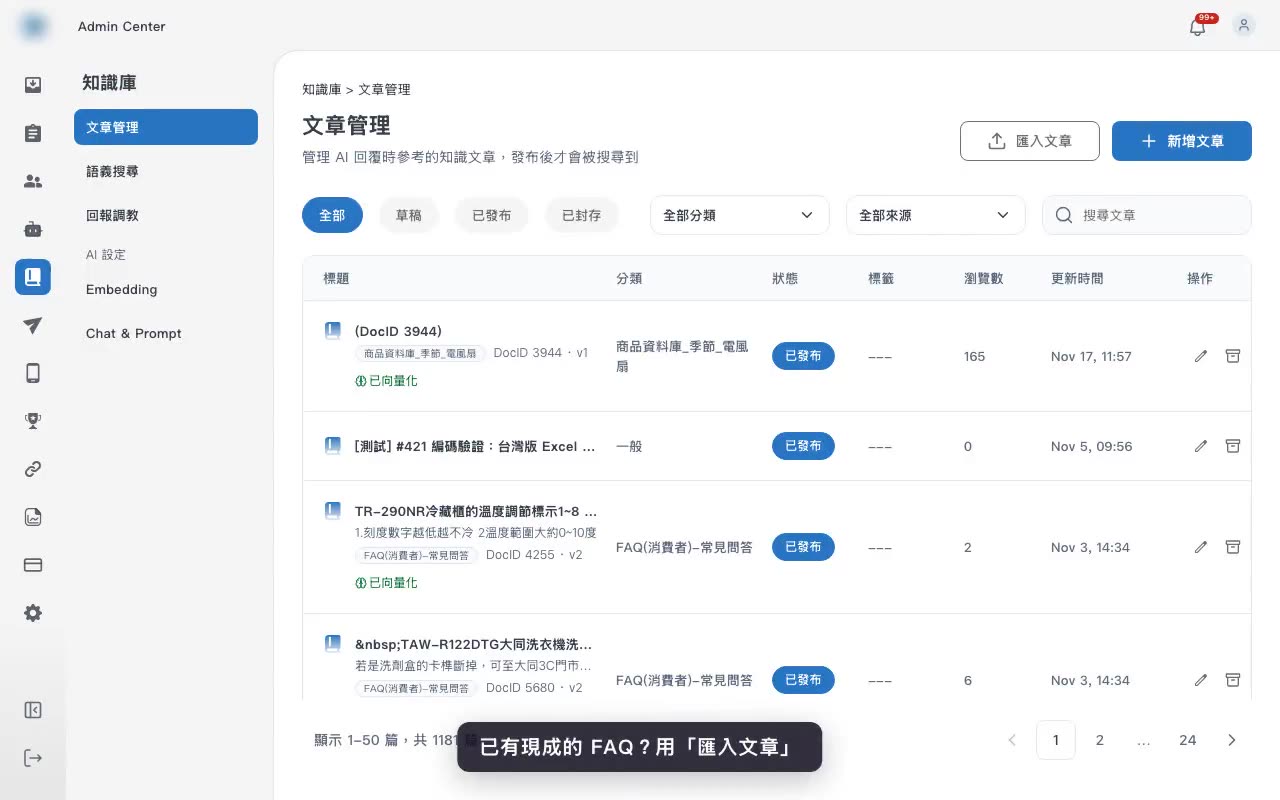 Admin Center
99+
知識庫
文章管理
語義搜尋
回報調教
AI 設定
Embedding
Chat & Prompt
知識庫 > 文章管理
文章管理
管理 AI 回覆時參考的知識文章，發布後才會被搜尋到
匯入文章
新增文章
全部 草稿 已發布 已封存 全部分類 全部來源 搜尋文章
標題 分類 狀態 標籤 瀏覽數 更新時間 操作
(DocID 3944)
商品資料庫_季節_電風扇 DocID 3944 · v1
已向量化
商品資料庫_季節_電風
扇
已發布 --- 165 Nov 17, 11:57
[測試] #421 編碼驗證：台灣版 Excel ... 一般 已發布 --- 0 Nov 5, 09:56
TR-290NR冷藏櫃的溫度調節標示1~8 ...
1.刻度數字越低越不冷 2溫度範圍大約0~10度
FAQ(消費者)-常見問答 DocID 4255 · v2
已向量化
FAQ(消費者)-常見問答 已發布 --- 2 Nov 3, 14:34
&nbsp;TAW-R122DTG大同洗衣機洗...
若是洗劑盒的卡榫斷掉，可至大同3C門市...
FAQ(消費者)-常見問答 DocID 5680 · v2
FAQ(消費者)-常見問答 已發布 --- 6 Nov 3, 14:34
顯示 1-50 篇，共 1181 篇
已有現成的 FAQ？用「匯入文章」
1 2 ... 24